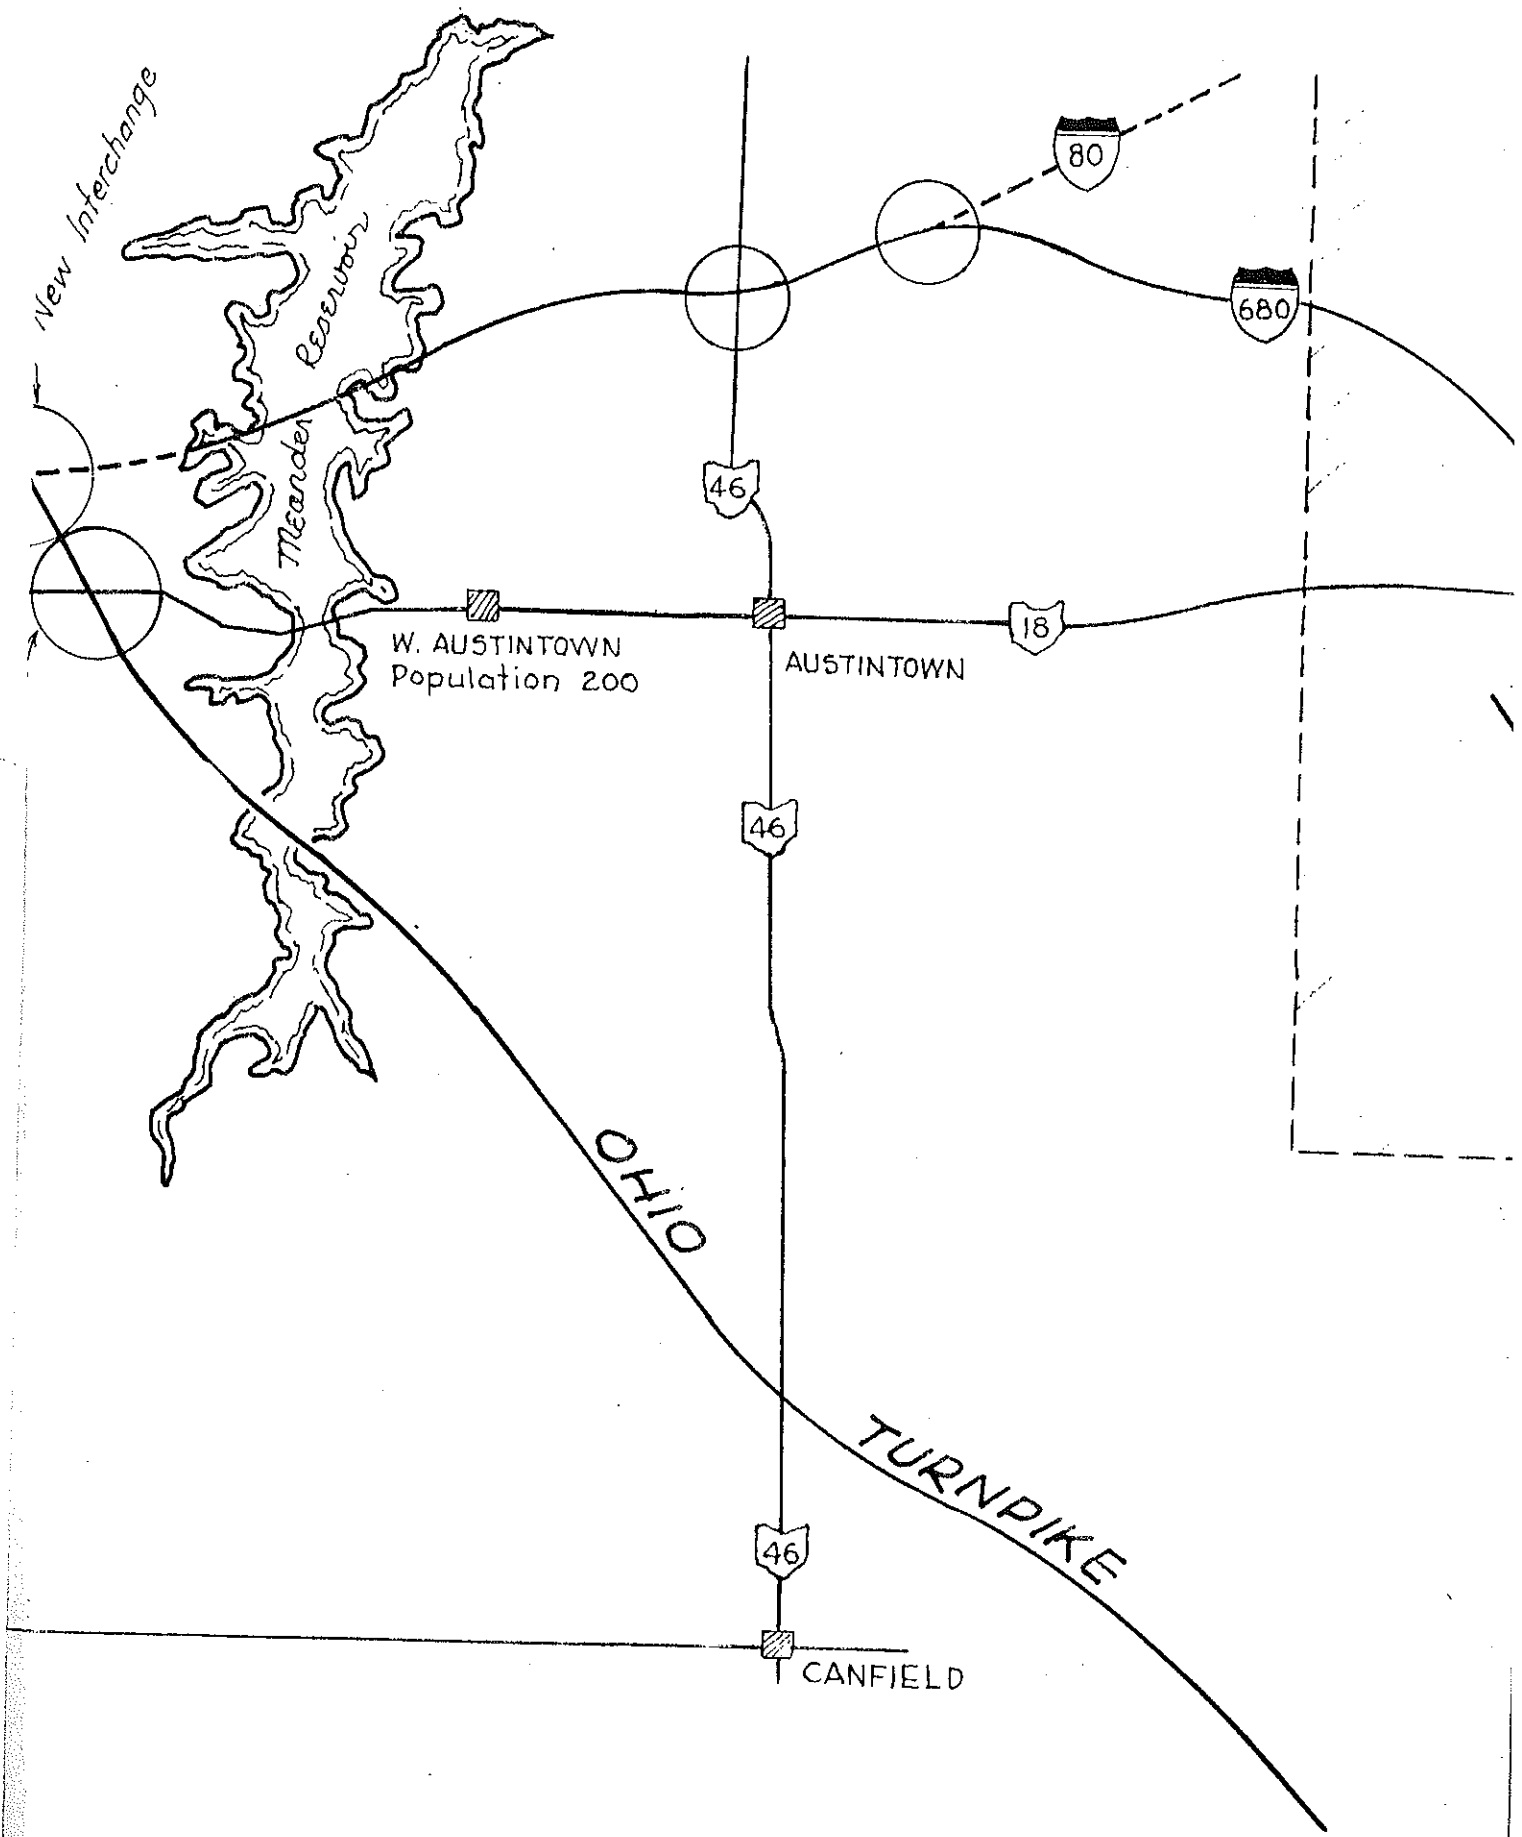 New Interchange
Meander Reservoir
80
680
46
W. AUSTINTOWN
Population 200
AUSTINTOWN
18
46
OHIO TURNPIKE
46
CANFIELD